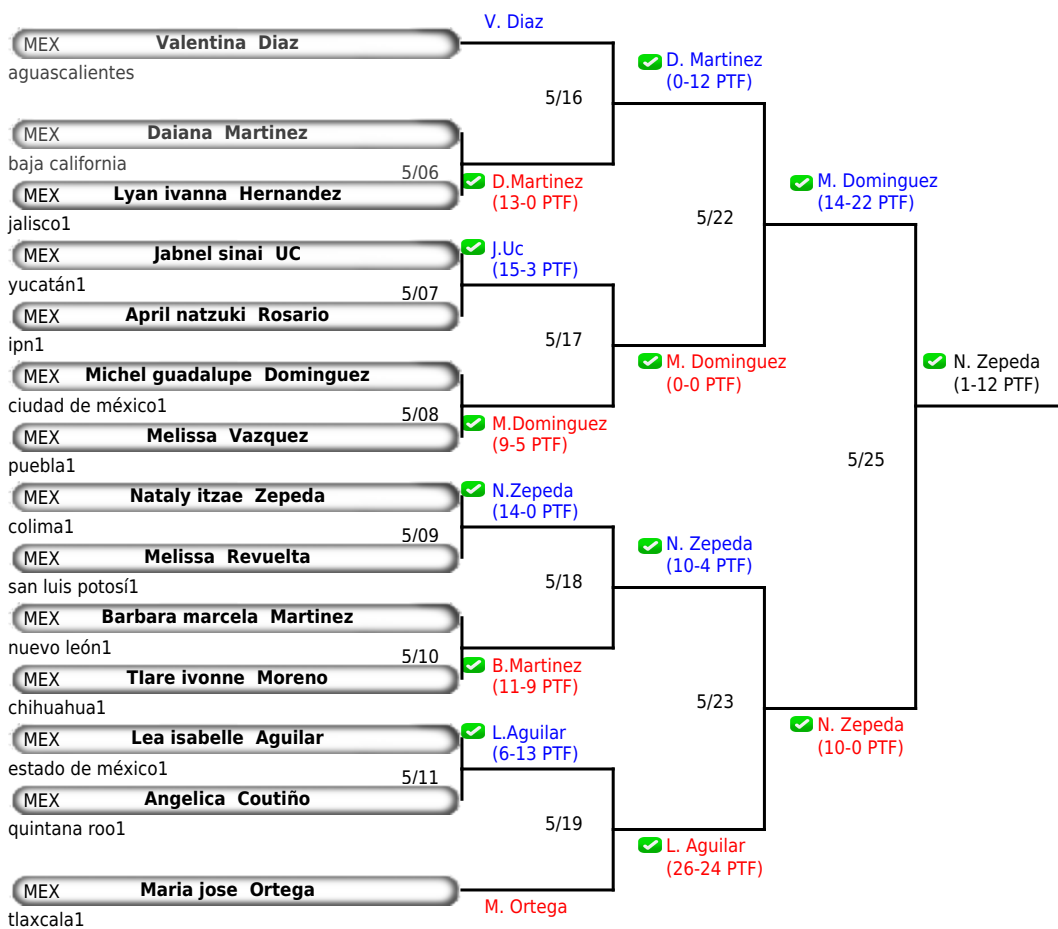 V. Diaz
MEX Valentina Diaz
aguascalientes
D. Martinez
(0-12 PTF)
5/16
MEX Daiana Martinez
baja california
5/06
MEX Lyan ivanna Hernandez
jalisco1
D.Martinez
(13-0 PTF)
M. Dominguez
(14-22 PTF)
5/22
MEX Jabnel sinai UC
yucatán1
J.Uc
(15-3 PTF)
5/07
MEX April natzuki Rosario
ipn1
5/17
MEX Michel guadalupe Dominguez
ciudad de méxico1
M. Dominguez
(0-0 PTF)
N. Zepeda
(1-12 PTF)
5/08
MEX Melissa Vazquez
puebla1
M.Dominguez
(9-5 PTF)
5/25
MEX Nataly itzae Zepeda
colima1
N.Zepeda
(14-0 PTF)
5/09
MEX Melissa Revuelta
san luis potosí1
N. Zepeda
(10-4 PTF)
5/18
MEX Barbara marcela Martinez
nuevo león1
5/10
MEX Tlare ivonne Moreno
chihuahua1
B.Martinez
(11-9 PTF)
5/23
MEX Lea isabelle Aguilar
estado de méxico1
L.Aguilar
(6-13 PTF)
N. Zepeda
(10-0 PTF)
5/11
MEX Angelica Coutiño
quintana roo1
5/19
L. Aguilar
(26-24 PTF)
MEX Maria jose Ortega
tlaxcala1
M. Ortega